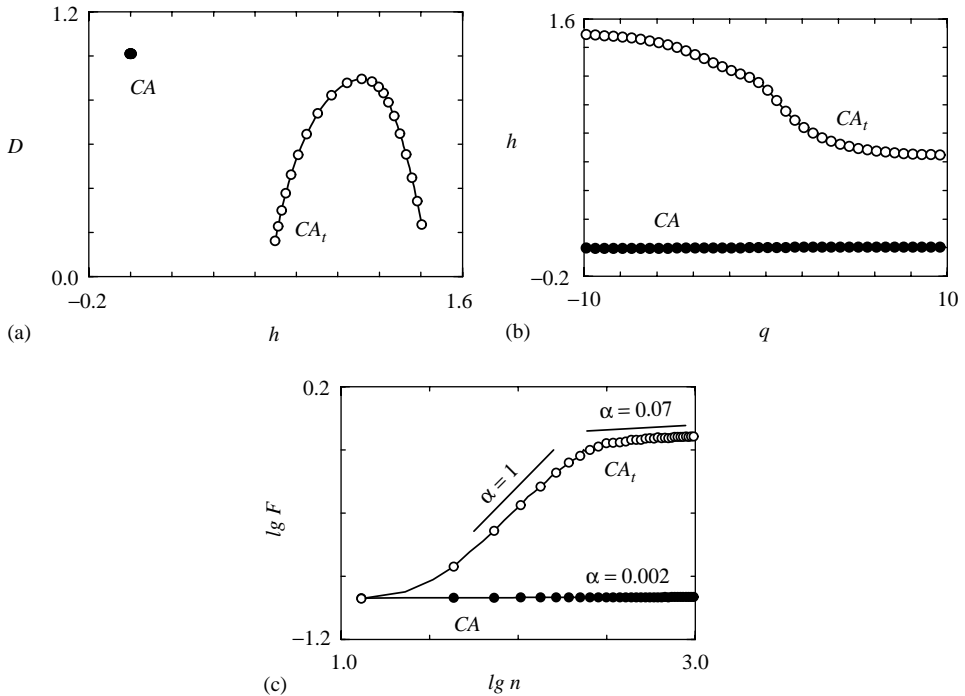 1.2
D
CA
CA_t
0.0
−0.2
1.6
(a)
h
1.6
h
CA_t
CA
−0.2
−10
10
(b)
q
0.2
α = 0.07
CA_t
α = 1
lg F
α = 0.002
CA
−1.2
1.0
3.0
(c)
lg n